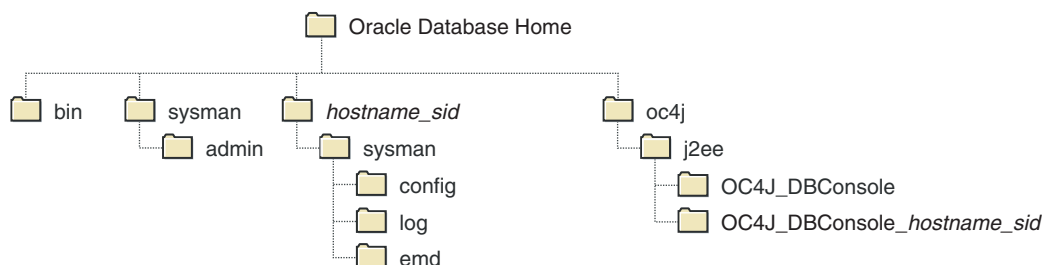 Oracle Database Home
bin
sysman
admin
hostname_sid
sysman
config
log
emd
oc4j
j2ee
OC4J_DBConsole
OC4J_DBConsole_hostname_sid